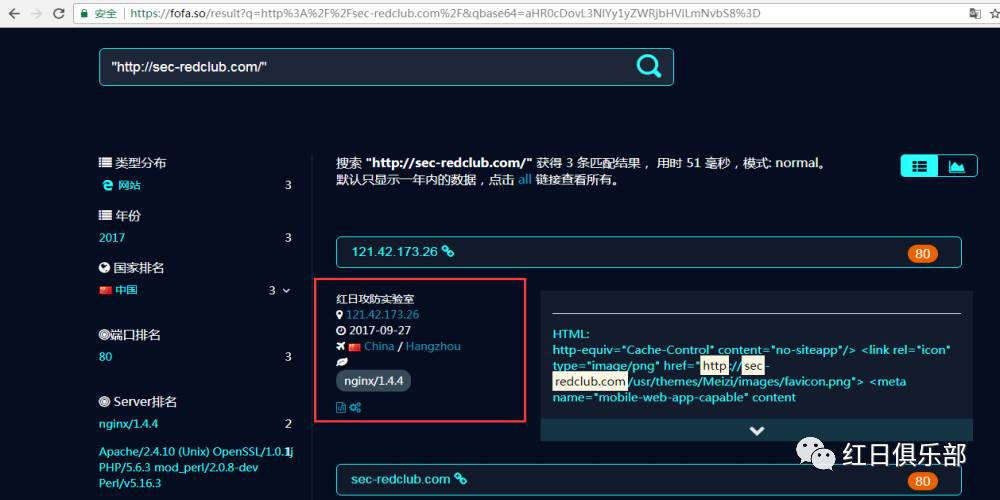 安全 | https://fofa.so/result?q=http%3A%2F%2Fsec-redclub.com%2F&qbase64=aHR0cDovL3NlYy1yZWRjbHViLmNvbS8%3D
"http://sec-redclub.com/"
类型分布
网站 3
年份
2017 3
国家排名
中国 3
端口排名
80 3
Server排名
nginx/1.4.4 2
Apache/2.4.10 (Unix) OpenSSL/1.0.1j PHP/5.6.3 mod_perl/2.0.8-dev Perl/v5.16.3
搜索 "http://sec-redclub.com/" 获得 3 条匹配结果，用时 51 毫秒，模式: normal。
默认只显示一年内的数据，点击 all 链接查看所有。
121.42.173.26 80
红日攻防实验室
121.42.173.26
2017-09-27
China / Hangzhou
nginx/1.4.4
HTML:
http-equiv="Cache-Control" content="no-siteapp"/> <link rel="icon"
type="image/png" href="http://sec-
redclub.com/usr/themes/Meizi/images/favicon.png"> <meta
name="mobile-web-app-capable" content
sec-redclub.com 80
红日俱乐部